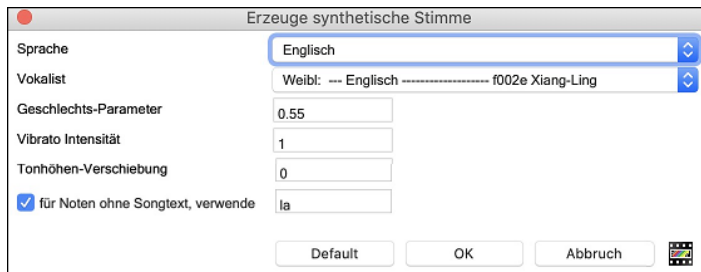 Erzeuge synthetische Stimme
Sprache Englisch
Vokalist Weibl: --- Englisch ------------------- f002e Xiang-Ling
Geschlechts-Parameter 0.55
Vibrato Intensität 1
Tonhöhen-Verschiebung 0
für Noten ohne Songtext, verwende la
Default OK Abbruch